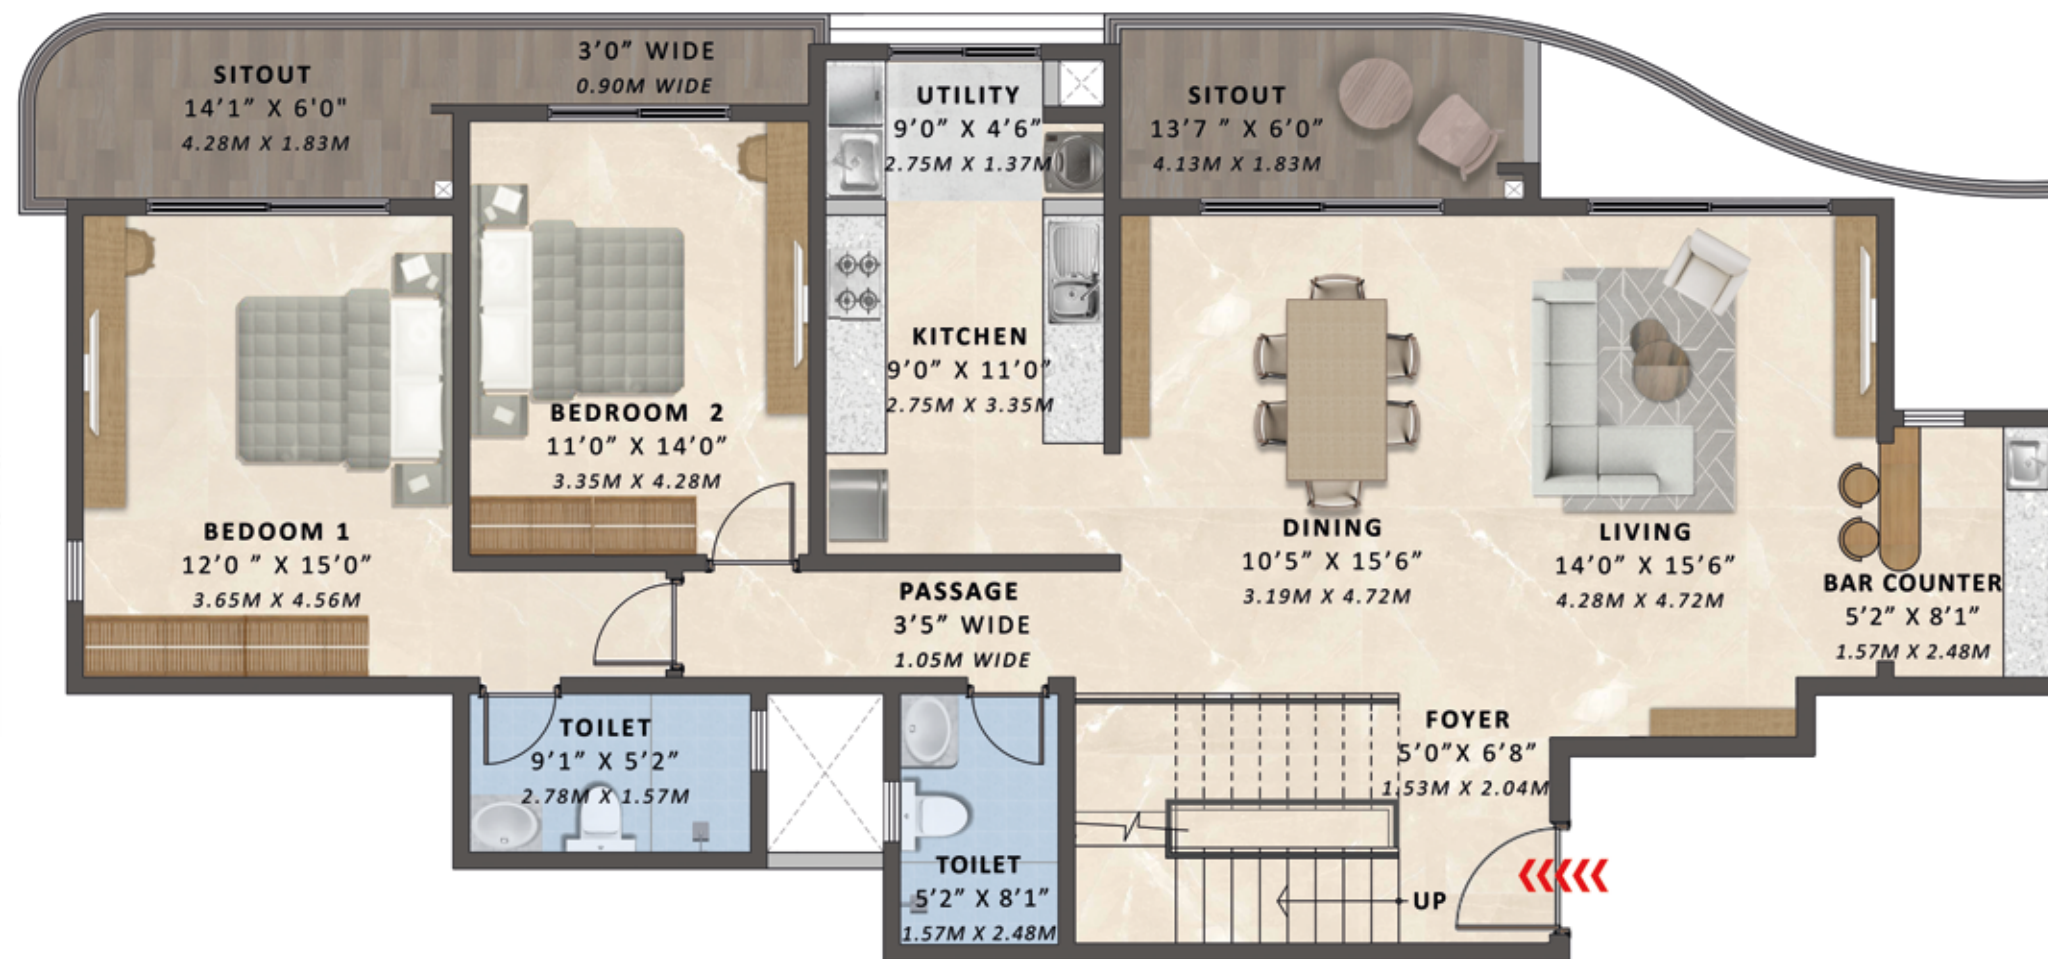 SITOUT
14’1” X 6'0"
4.28M X 1.83M
3’0” WIDE
0.90M WIDE
UTILITY
9’0” X 4’6”
2.75M X 1.37M
SITOUT
13’7 ” X 6’0”
4.13M X 1.83M
KITCHEN
9’0” X 11’0”
2.75M X 3.35M
BEDROOM 2
11’0” X 14’0”
3.35M X 4.28M
BEDOOM 1
12’0 ” X 15’0”
3.65M X 4.56M
DINING
10’5” X 15’6”
3.19M X 4.72M
LIVING
14’0” X 15’6”
4.28M X 4.72M
BAR COUNTER
5’2” X 8’1”
1.57M X 2.48M
PASSAGE
3’5” WIDE
1.05M WIDE
TOILET
9’1” X 5’2”
2.78M X 1.57M
FOYER
5’0”X 6’8”
1.53M X 2.04M
TOILET
5’2” X 8’1”
1.57M X 2.48M
UP